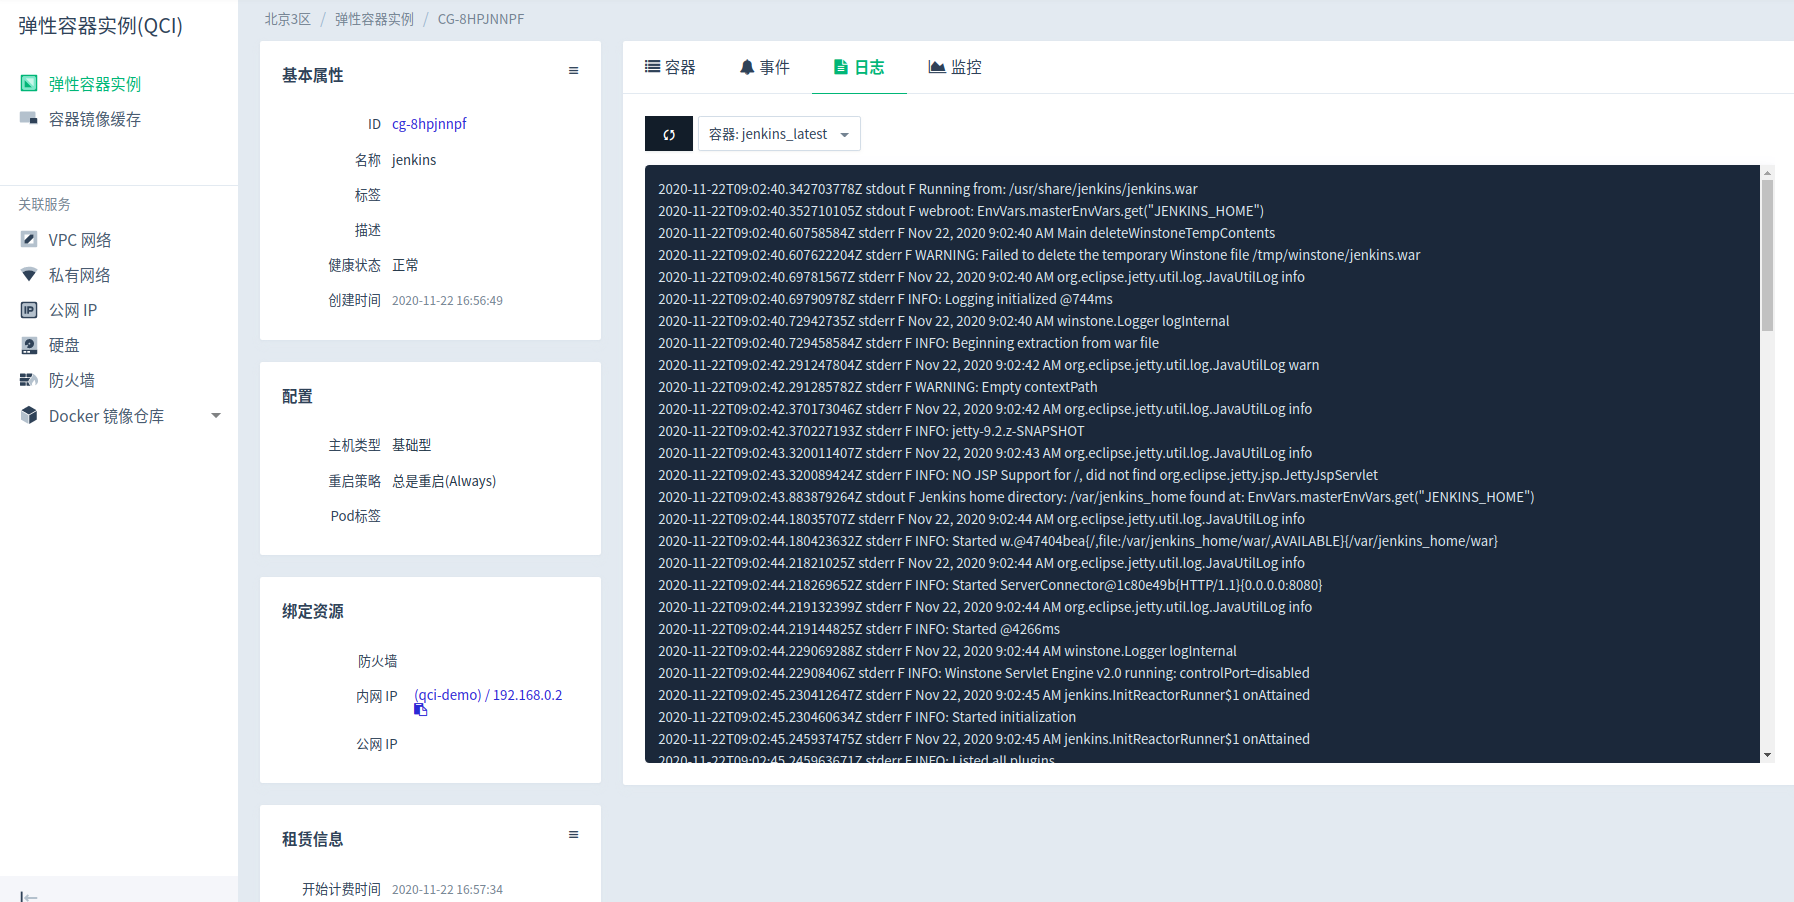 弹性容器实例(QCI)
弹性容器实例
容器镜像缓存
关联服务
VPC 网络
私有网络
公网 IP
硬盘
防火墙
Docker 镜像仓库
北京3区 / 弹性容器实例 / CG-8HPJNNPF
基本属性
ID cg-8hpjnnpf
名称 jenkins
标签
描述
健康状态 正常
创建时间 2020-11-22 16:56:49
配置
主机类型 基础型
重启策略 总是重启(Always)
Pod标签
绑定资源
防火墙
内网 IP (qci-demo) / 192.168.0.2
公网 IP
租赁信息
开始计费时间 2020-11-22 16:57:34
容器 事件 日志 监控
容器: jenkins_latest
2020-11-22T09:02:40.342703778Z stdout F Running from: /usr/share/jenkins/jenkins.war
2020-11-22T09:02:40.352710105Z stdout F webroot: EnvVars.masterEnvVars.get("JENKINS_HOME")
2020-11-22T09:02:40.60758584Z stderr F Nov 22, 2020 9:02:40 AM Main deleteWinstoneTempContents
2020-11-22T09:02:40.607622204Z stderr F WARNING: Failed to delete the temporary Winstone file /tmp/winstone/jenkins.war
2020-11-22T09:02:40.69781567Z stderr F Nov 22, 2020 9:02:40 AM org.eclipse.jetty.util.log.JavaUtilLog info
2020-11-22T09:02:40.69790978Z stderr F INFO: Logging initialized @744ms
2020-11-22T09:02:40.72942735Z stderr F Nov 22, 2020 9:02:40 AM winstone.Logger logInternal
2020-11-22T09:02:40.729458584Z stderr F INFO: Beginning extraction from war file
2020-11-22T09:02:42.291247804Z stderr F Nov 22, 2020 9:02:42 AM org.eclipse.jetty.util.log.JavaUtilLog warn
2020-11-22T09:02:42.291285782Z stderr F WARNING: Empty contextPath
2020-11-22T09:02:42.370173046Z stderr F Nov 22, 2020 9:02:42 AM org.eclipse.jetty.util.log.JavaUtilLog info
2020-11-22T09:02:42.370227193Z stderr F INFO: jetty-9.2.z-SNAPSHOT
2020-11-22T09:02:43.320011407Z stderr F Nov 22, 2020 9:02:43 AM org.eclipse.jetty.util.log.JavaUtilLog info
2020-11-22T09:02:43.320089424Z stderr F INFO: NO JSP Support for /, did not find org.eclipse.jetty.jsp.JettyJspServlet
2020-11-22T09:02:43.883879264Z stdout F Jenkins home directory: /var/jenkins_home found at: EnvVars.masterEnvVars.get("JENKINS_HOME")
2020-11-22T09:02:44.18035707Z stderr F Nov 22, 2020 9:02:44 AM org.eclipse.jetty.util.log.JavaUtilLog info
2020-11-22T09:02:44.180423632Z stderr F INFO: Started w.@47404bea{/,file:/var/jenkins_home/war/,AVAILABLE}{/var/jenkins_home/war}
2020-11-22T09:02:44.21821025Z stderr F Nov 22, 2020 9:02:44 AM org.eclipse.jetty.util.log.JavaUtilLog info
2020-11-22T09:02:44.218269652Z stderr F INFO: Started ServerConnector@1c80e49b{HTTP/1.1}{0.0.0.0:8080}
2020-11-22T09:02:44.219132399Z stderr F Nov 22, 2020 9:02:44 AM org.eclipse.jetty.util.log.JavaUtilLog info
2020-11-22T09:02:44.219144825Z stderr F INFO: Started @4266ms
2020-11-22T09:02:44.229069288Z stderr F Nov 22, 2020 9:02:44 AM winstone.Logger logInternal
2020-11-22T09:02:44.22908406Z stderr F INFO: Winstone Servlet Engine v2.0 running: controlPort=disabled
2020-11-22T09:02:45.230412647Z stderr F Nov 22, 2020 9:02:45 AM jenkins.InitReactorRunner$1 onAttained
2020-11-22T09:02:45.230460634Z stderr F INFO: Started initialization
2020-11-22T09:02:45.245937475Z stderr F Nov 22, 2020 9:02:45 AM jenkins.InitReactorRunner$1 onAttained
2020-11-22T09:02:45.245963671Z stderr F INFO: Listed all plugins